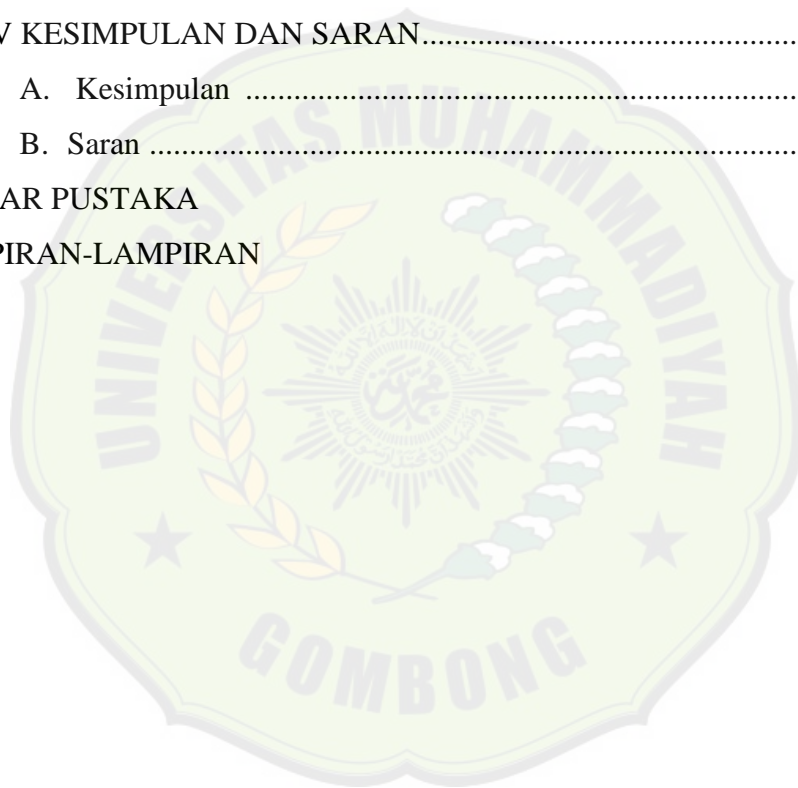 V KESIMPULAN DAN SARAN................................................
A. Kesimpulan ......................................................................
B. Saran .................................................................................
AR PUSTAKA
PIRAN-LAMPIRAN
UNIVERSITAS MUHAMMADIYAH
GOMBONG